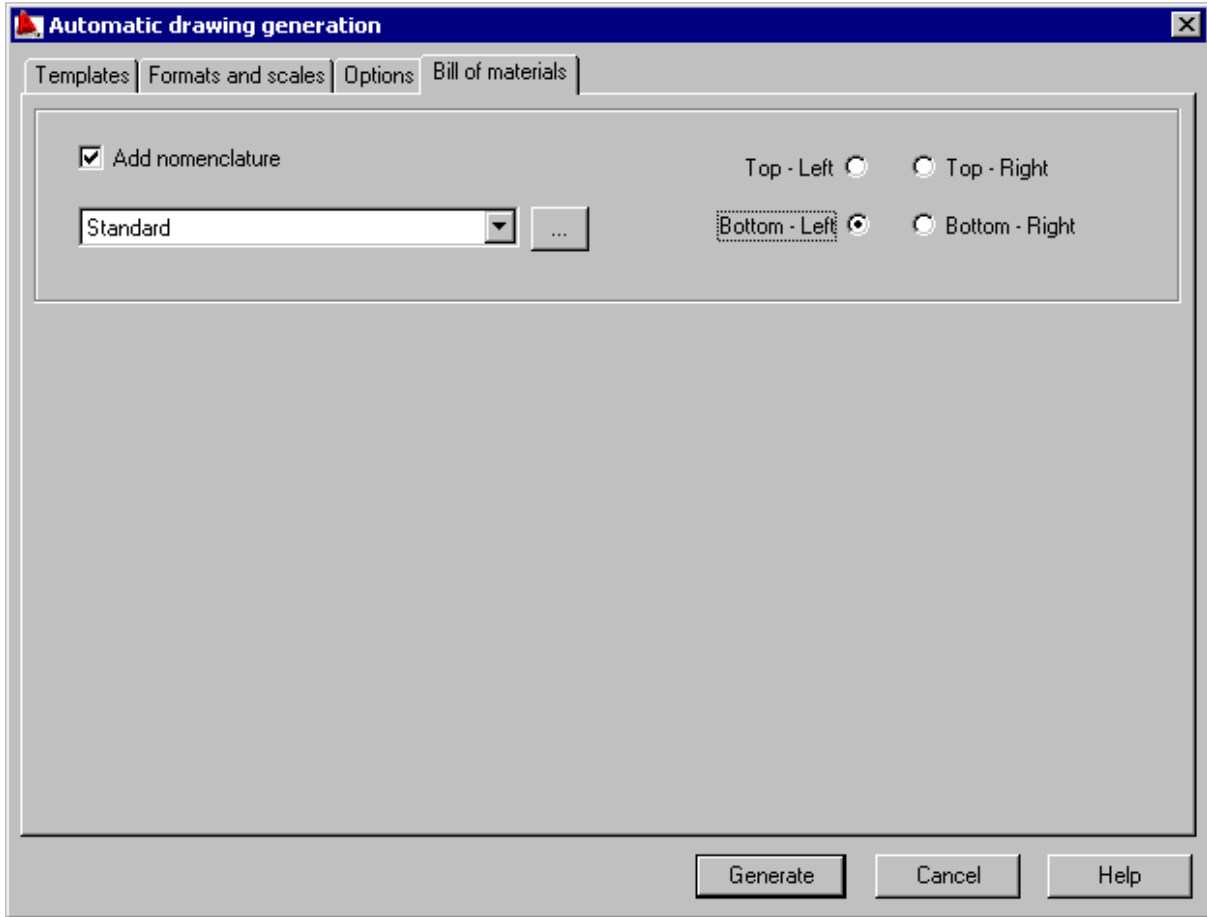 Automatic drawing generation
Templates Formats and scales Options Bill of materials
Add nomenclature
Top - Left Top - Right
Standard ... Bottom - Left Bottom - Right
Generate Cancel Help